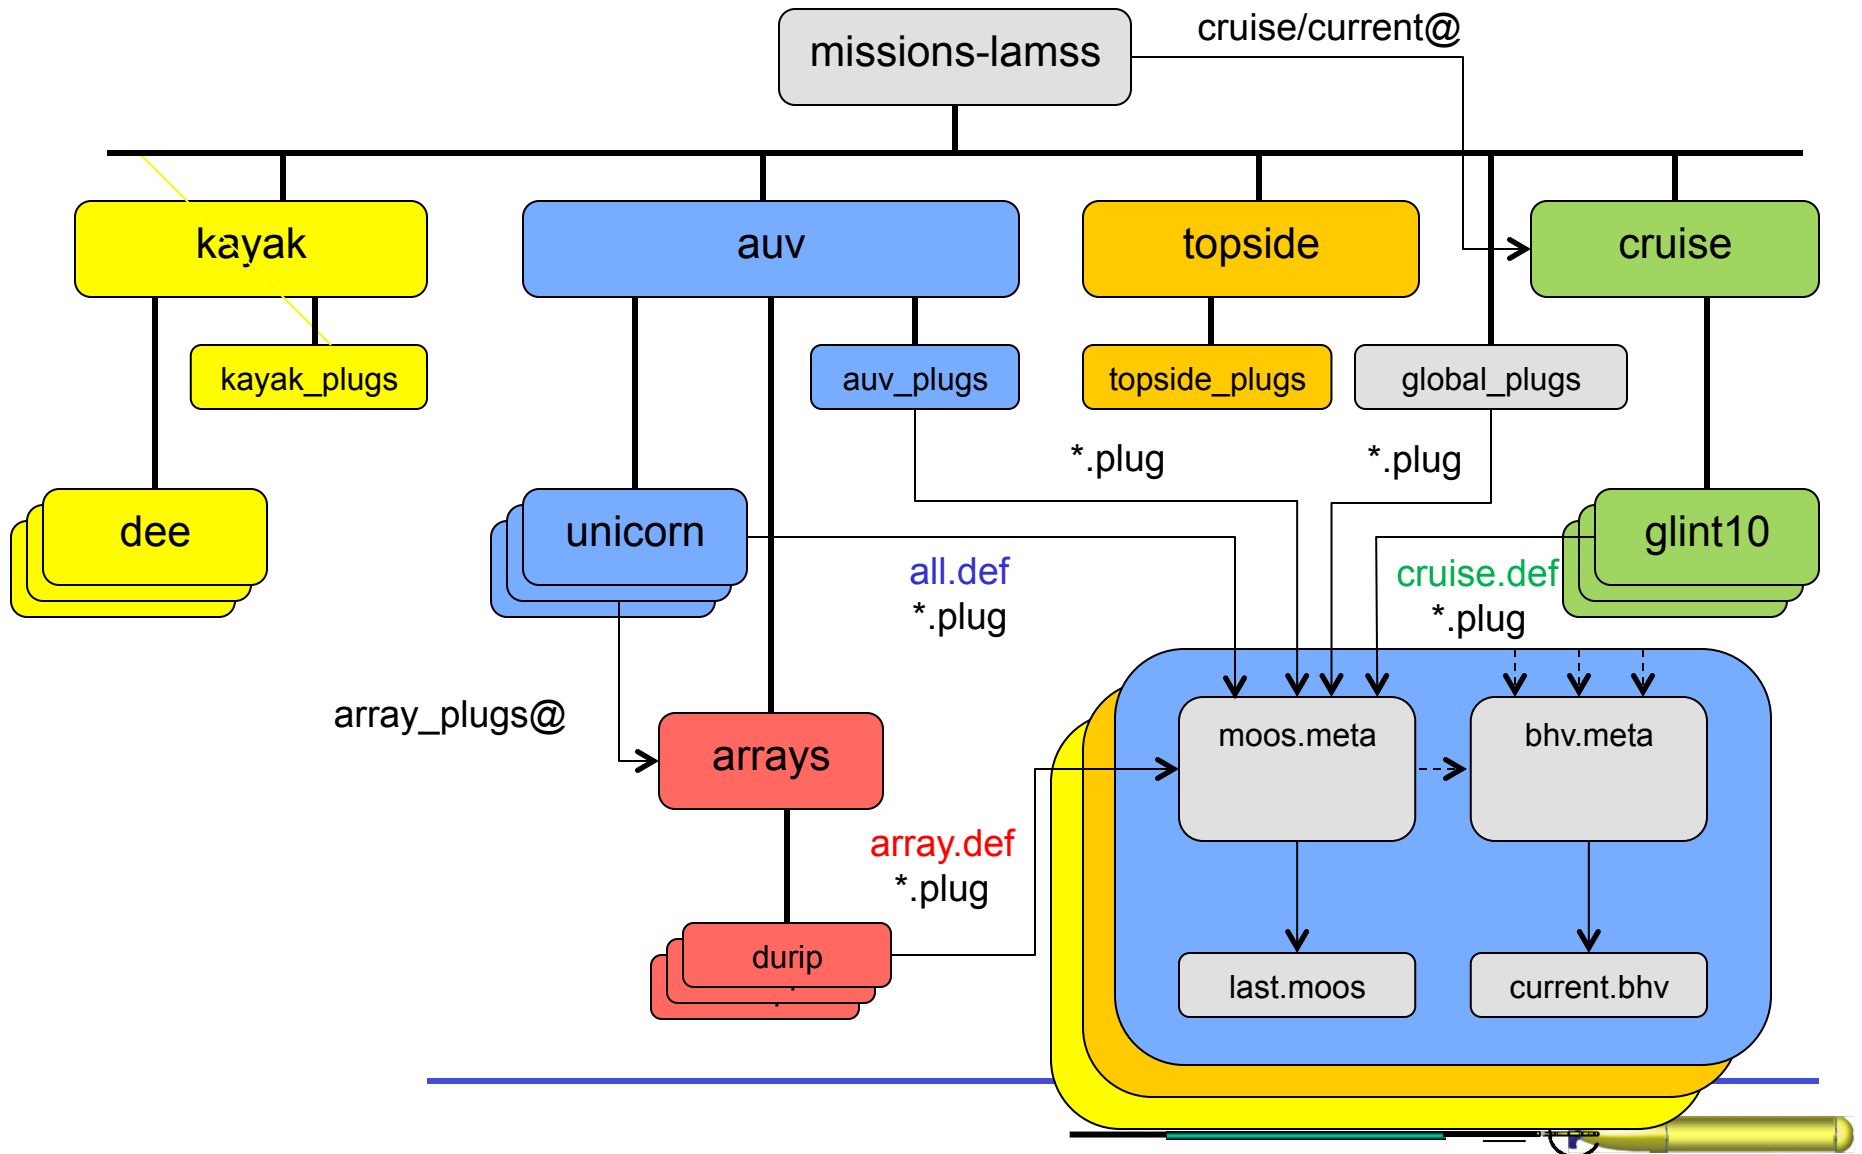 cruise/current@
missions-lamss
kayak
auv
topside
cruise
kayak_plugs
auv_plugs
topside_plugs
global_plugs
*.plug
*.plug
dee
unicorn
glint10
all.def
*.plug
cruise.def
*.plug
array_plugs@
arrays
moos.meta
bhv.meta
array.def
*.plug
durip
last.moos
current.bhv